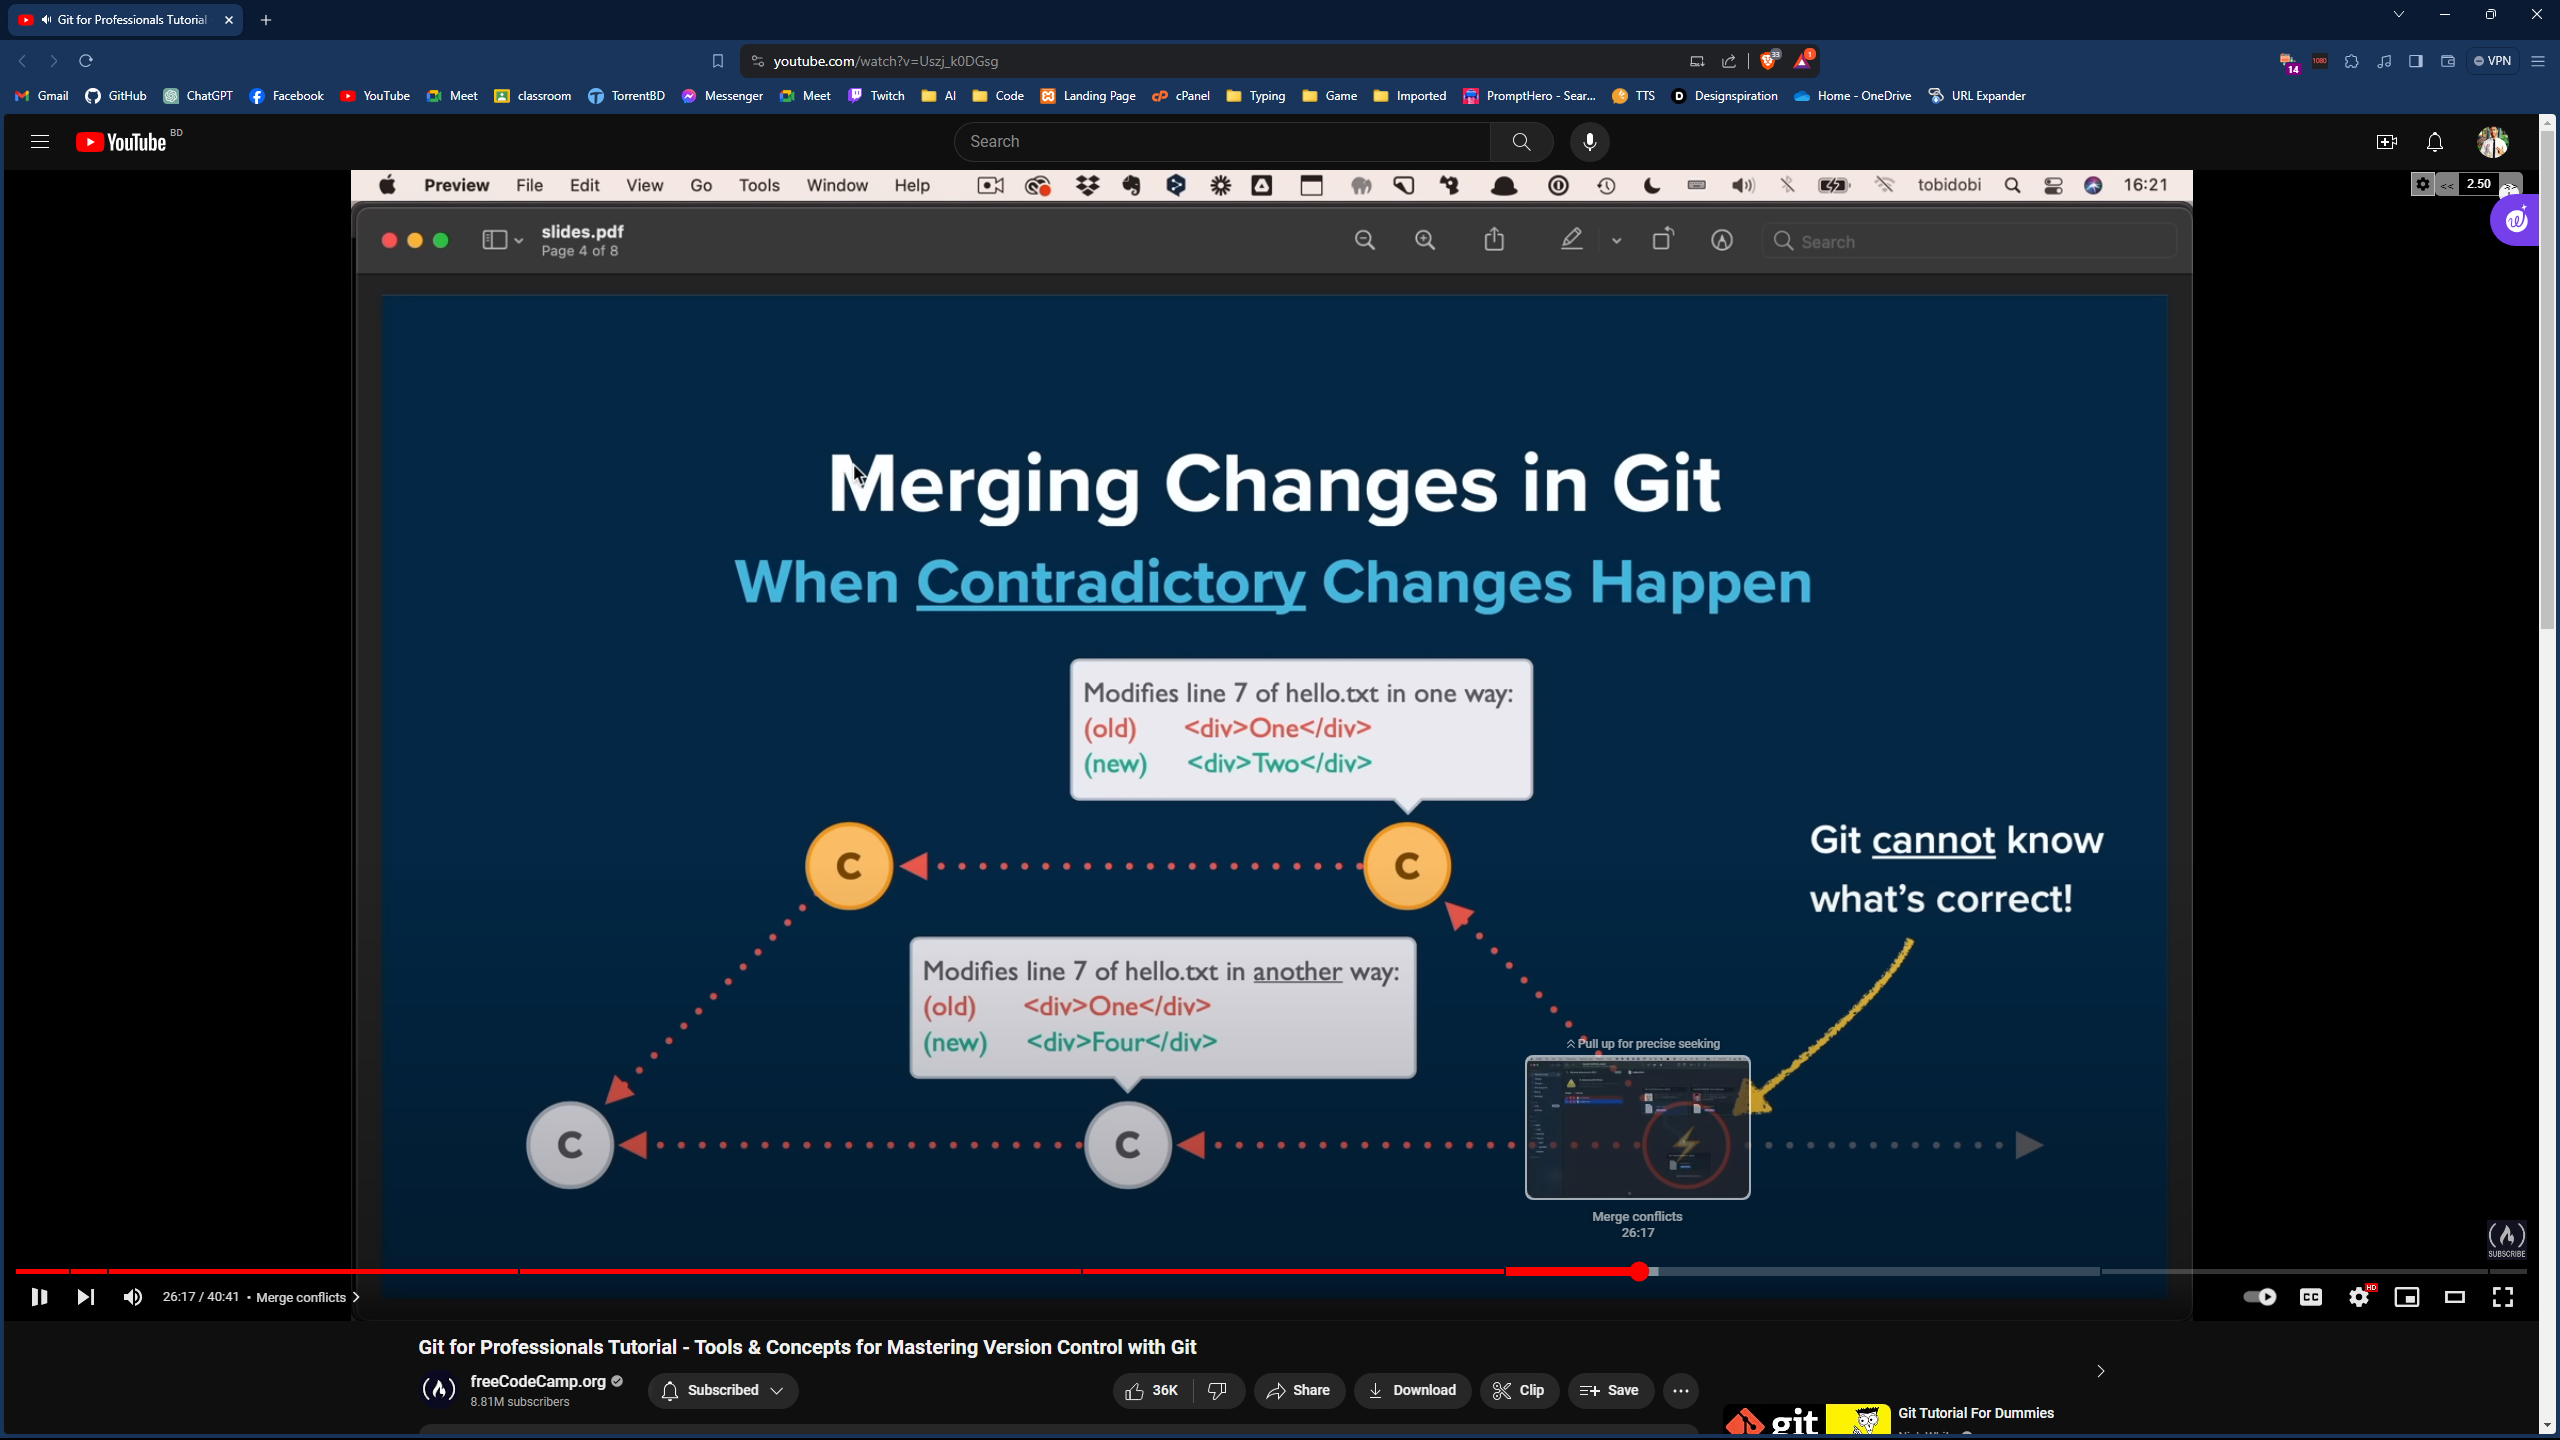 Git for Professionals Tutorial
youtube.com/watch?v=Uszj_k0DGsg
33
1
14
1080
VPN
Gmail GitHub ChatGPT Facebook YouTube Meet classroom TorrentBD Messenger Meet Twitch AI Code Landing Page cPanel Typing Game Imported PromptHero - Sear... TTS Designspiration Home - OneDrive URL Expander
YouTube BD
Search
Preview File Edit View Go Tools Window Help tobidobi 16:21
<< 2.50 >>
slides.pdf
Page 4 of 8
Search
Merging Changes in Git
When Contradictory Changes Happen
Modifies line 7 of hello.txt in one way:
(old) <div>One</div>
(new) <div>Two</div>
C C
Git cannot know
what's correct!
Modifies line 7 of hello.txt in another way:
(old) <div>One</div>
(new) <div>Four</div>
Pull up for precise seeking
C C
Merge conflicts
26:17
SUBSCRIBE
26:17 / 40:41 • Merge conflicts
CC HD
Git for Professionals Tutorial - Tools & Concepts for Mastering Version Control with Git
freeCodeCamp.org
8.81M subscribers
Subscribed
36K Share Download Clip Save
git
Git Tutorial For Dummies